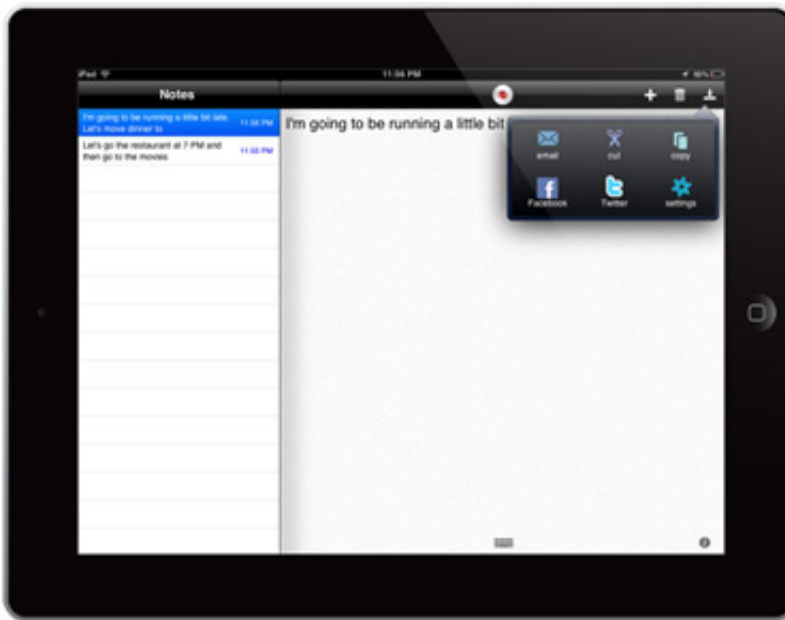 iPad
11:56 PM
Notes
I'm going to be running a little bit late.
Let's move dinner to
11:56 PM
Let's go the restaurant at 7 PM and
then go to the movies
11:55 PM
I'm going to be running a little bit
email
cut
copy
Facebook
Twitter
settings